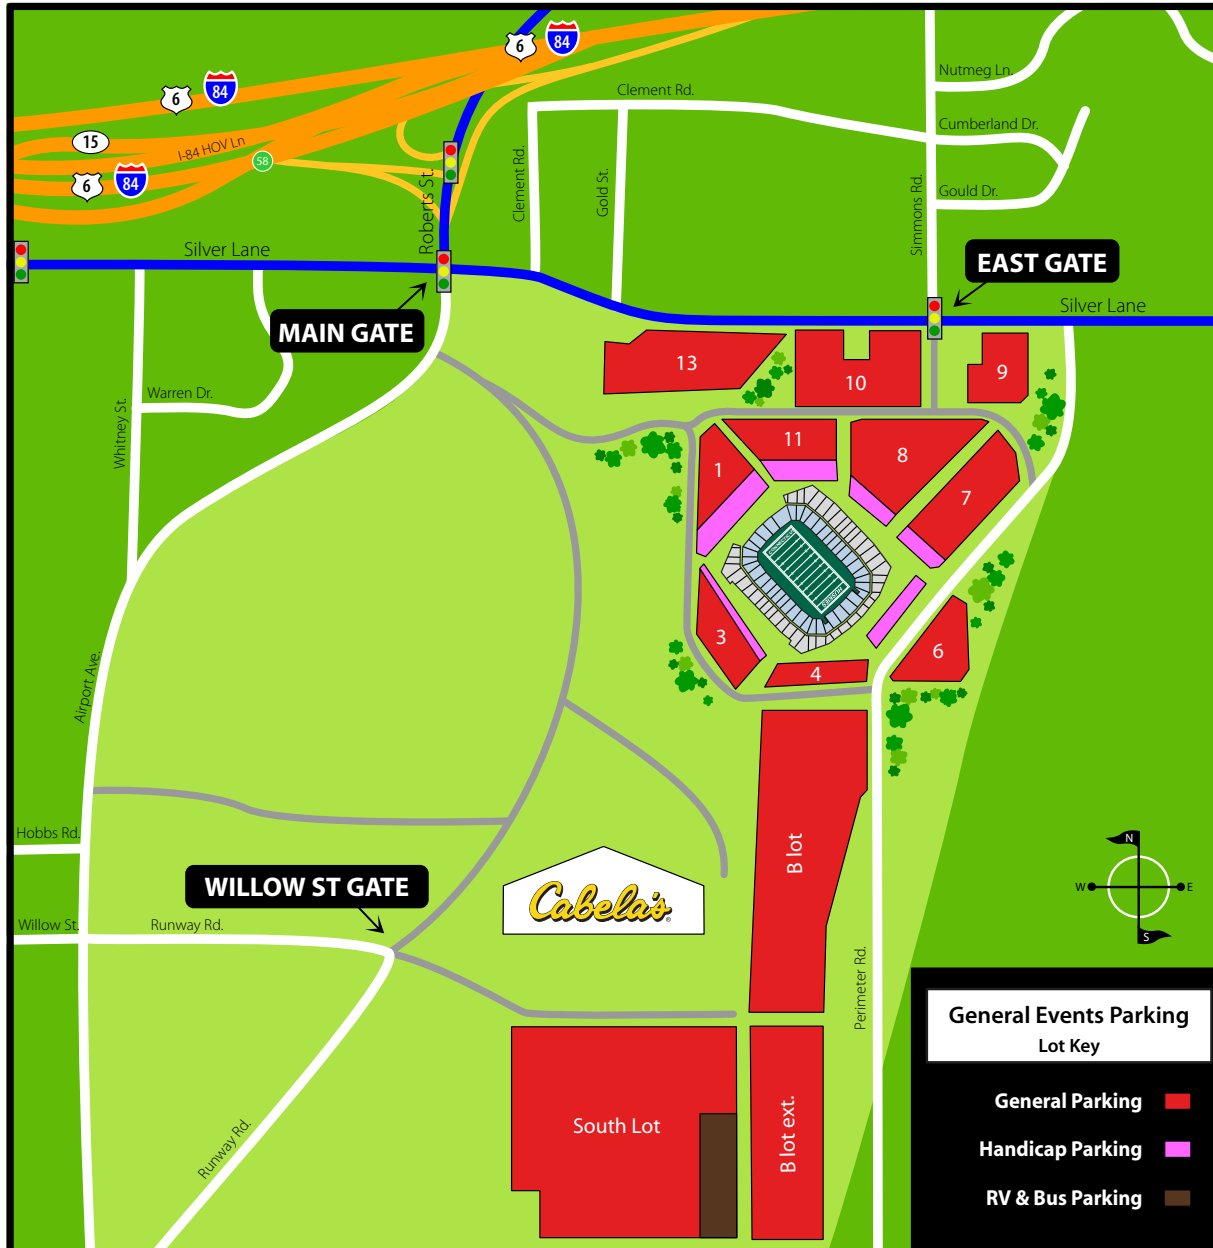 6
84
Nutmeg Ln.
6
84
Clement Rd.
Cumberland Dr.
15
I-84 HOV Ln
58
6
84
Clement Rd.
Gold St.
Simmons Rd.
Gould Dr.
Roberts St.
Silver Lane
EAST GATE
Silver Lane
MAIN GATE
13
10
9
Whitney St.
Warren Dr.
11
8
1
7
3
4
6
Airport Ave.
Hobbs Rd.
B lot
N
W
E
S
WILLOW ST GATE
Cabela's
®
Willow St.
Runway Rd.
Perimeter Rd.
General Events Parking
Lot Key
General Parking
Handicap Parking
RV & Bus Parking
South Lot
B lot ext.
Runway Rd.